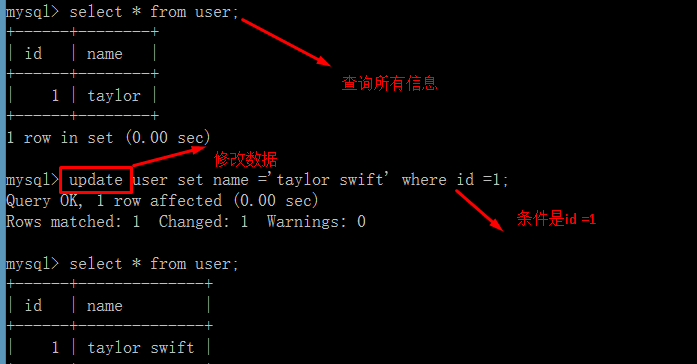 mysql> select * from user;
+------+--------+
| id   | name   |
+------+--------+
|    1 | taylor |
+------+--------+
查询所有信息
1 row in set (0.00 sec)
修改数据
mysql> update user set name ='taylor swift' where id =1;
Query OK, 1 row affected (0.00 sec)
Rows matched: 1  Changed: 1  Warnings: 0
条件是id =1
mysql> select * from user;
+------+--------------+
| id   | name         |
+------+--------------+
|    1 | taylor swift |